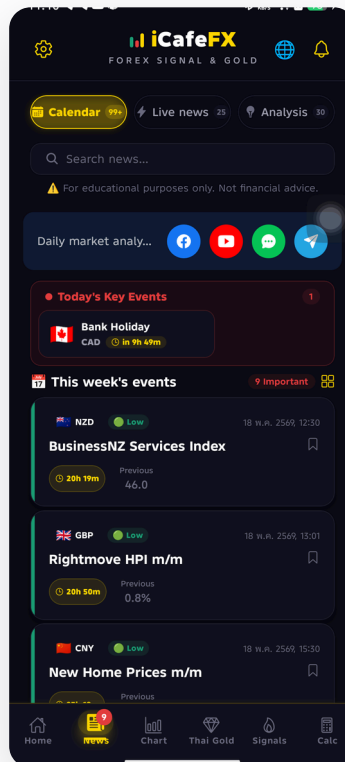 iCafeFX
FOREX SIGNAL & GOLD
Calendar 99+ Live news 25 Analysis 30
Search news...
⚠️ For educational purposes only. Not financial advice.
Daily market analy...
Today's Key Events 1
Bank Holiday
CAD in 9h 49m
This week's events 9 Important
NZD Low 18 พ.ค. 2569, 12:30
BusinessNZ Services Index
20h 19m Previous
46.0
GBP Low 18 พ.ค. 2569, 13:01
Rightmove HPI m/m
20h 50m Previous
0.8%
CNY Low 18 พ.ค. 2569, 15:30
New Home Prices m/m
Previous
9
Home News Chart Thai Gold Signals Calc